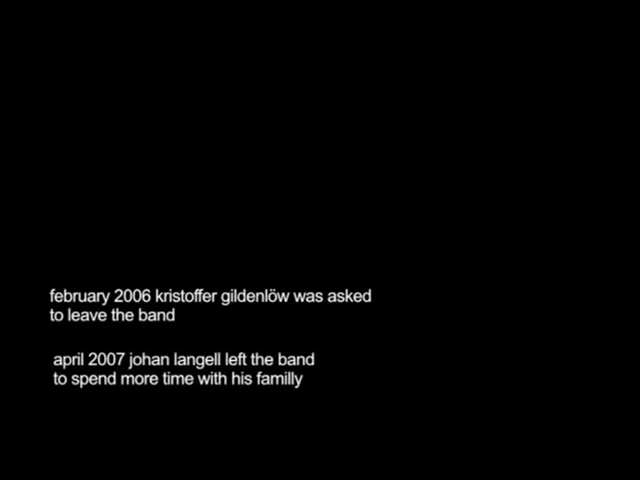 february 2006 kristoffer gildenlöw was asked
to leave the band
april 2007 johan langell left the band
to spend more time with his familly